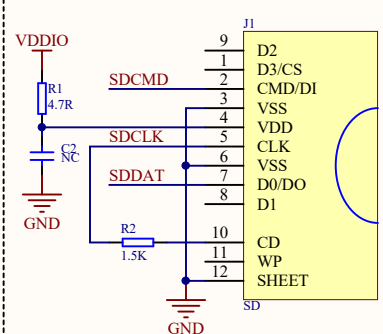 J1
VDDIO
9 D2
1 D3/CS
SDCMD 2 CMD/DI
R1
4.7R
3 VSS
4 VDD
SDCLK 5 CLK
C2
NC
6 VSS
SDDAT 7 D0/DO
8 D1
GND
R2
10 CD
1.5K
11 WP
12 SHEET
SD
GND